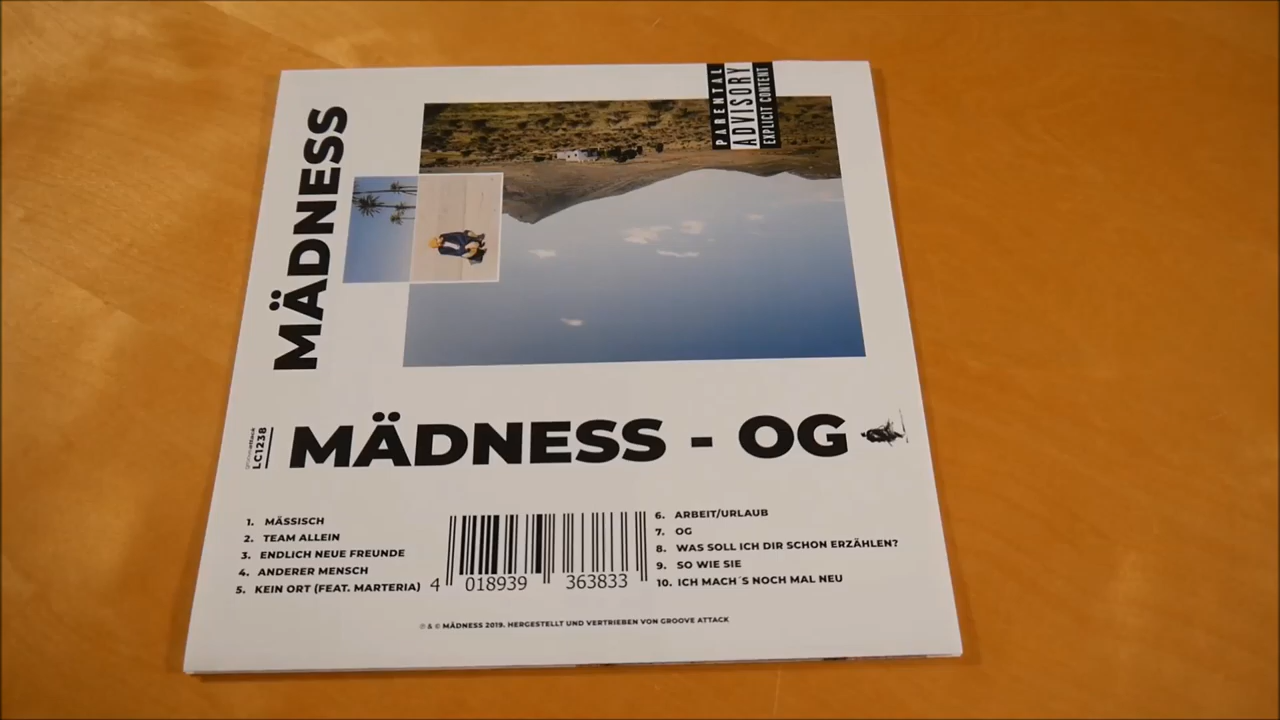 PARENTAL
ADVISORY
EXPLICIT CONTENT
MÄDNESS
LC1238
MÄDNESS - OG
1. MÄSSISCH
2. TEAM ALLEIN
3. ENDLICH NEUE FREUNDE
4. ANDERER MENSCH
5. KEIN ORT (FEAT. MARTERIA)
4 018939 363833
6. ARBEIT/URLAUB
7. OG
8. WAS SOLL ICH DIR SCHON ERZÄHLEN?
9. SO WIE SIE
10. ICH MACH´S NOCH MAL NEU
℗ & © MÄDNESS 2019. HERGESTELLT UND VERTRIEBEN VON GROOVE ATTACK